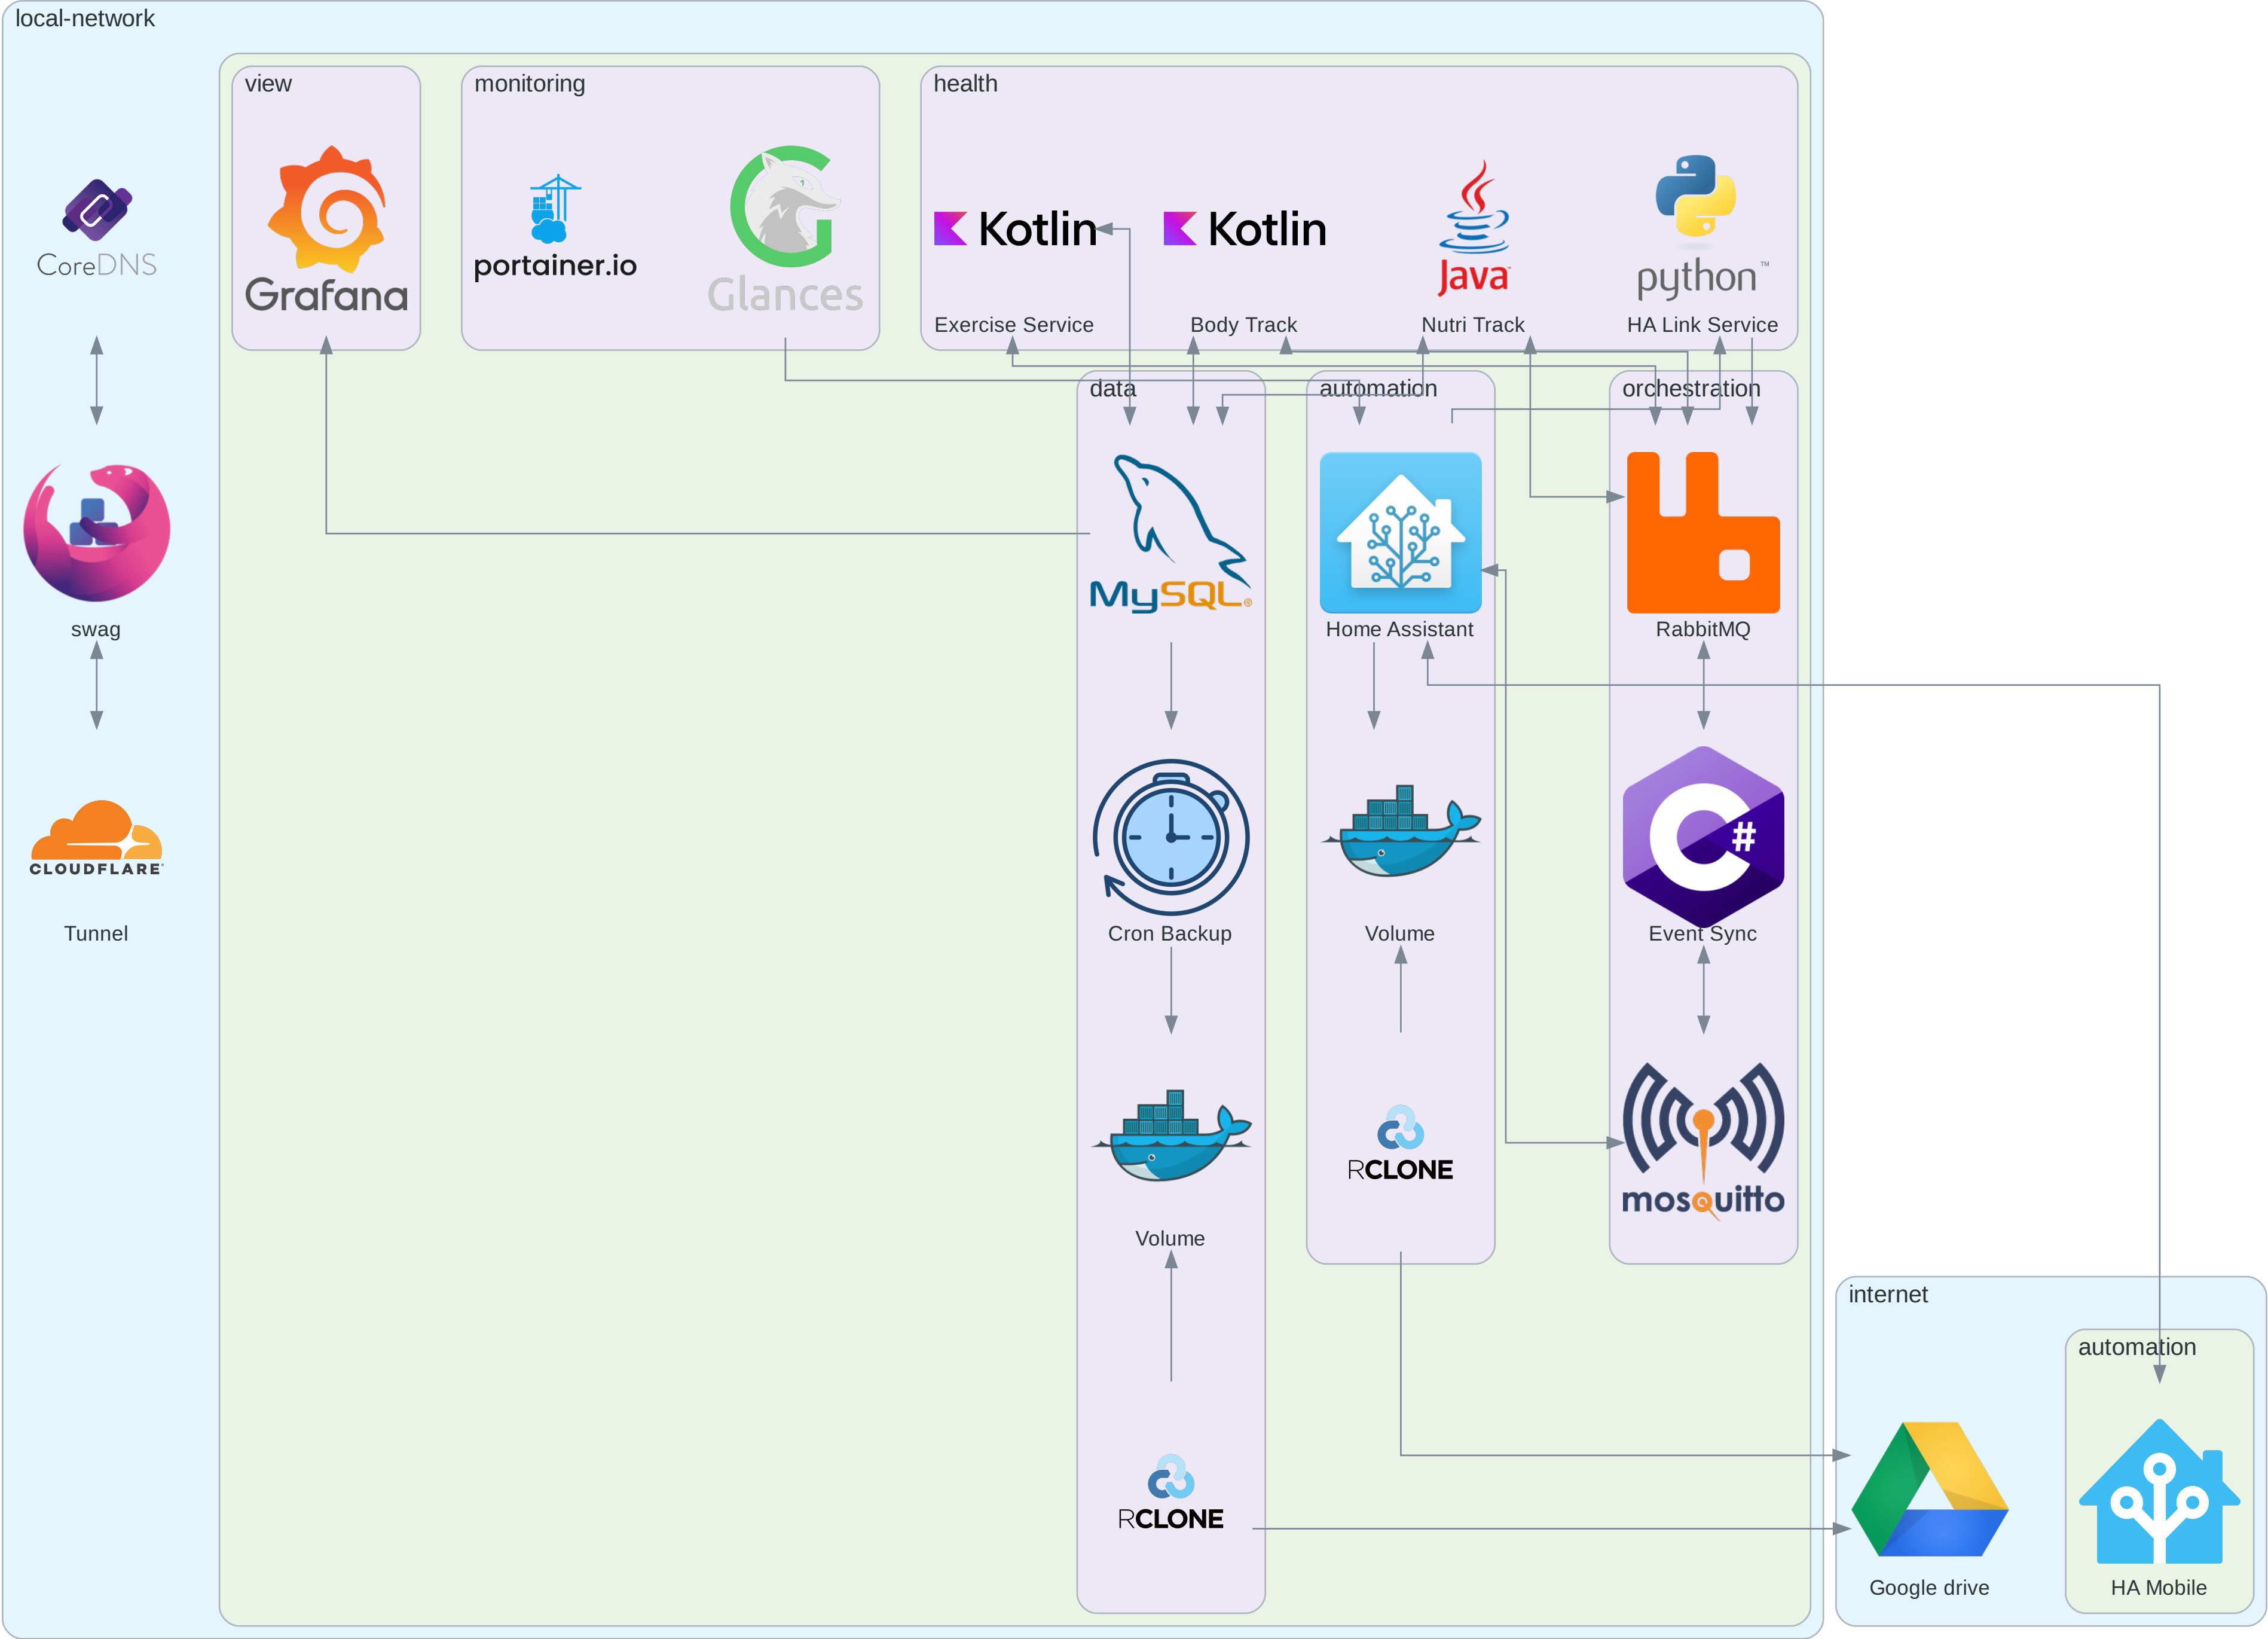 local-network
view
monitoring
health
CoreDNS
Grafana
portainer.io
Glances
Kotlin
Kotlin
Java™
python™
Exercise Service
Body Track
Nutri Track
HA Link Service
data
automation
orchestration
MySQL®
swag
Home Assistant
RabbitMQ
C#
CLOUDFLARE®
Tunnel
Cron Backup
Volume
Event Sync
RCLONE
mosquitto
Volume
internet
automation
RCLONE
Google drive
HA Mobile